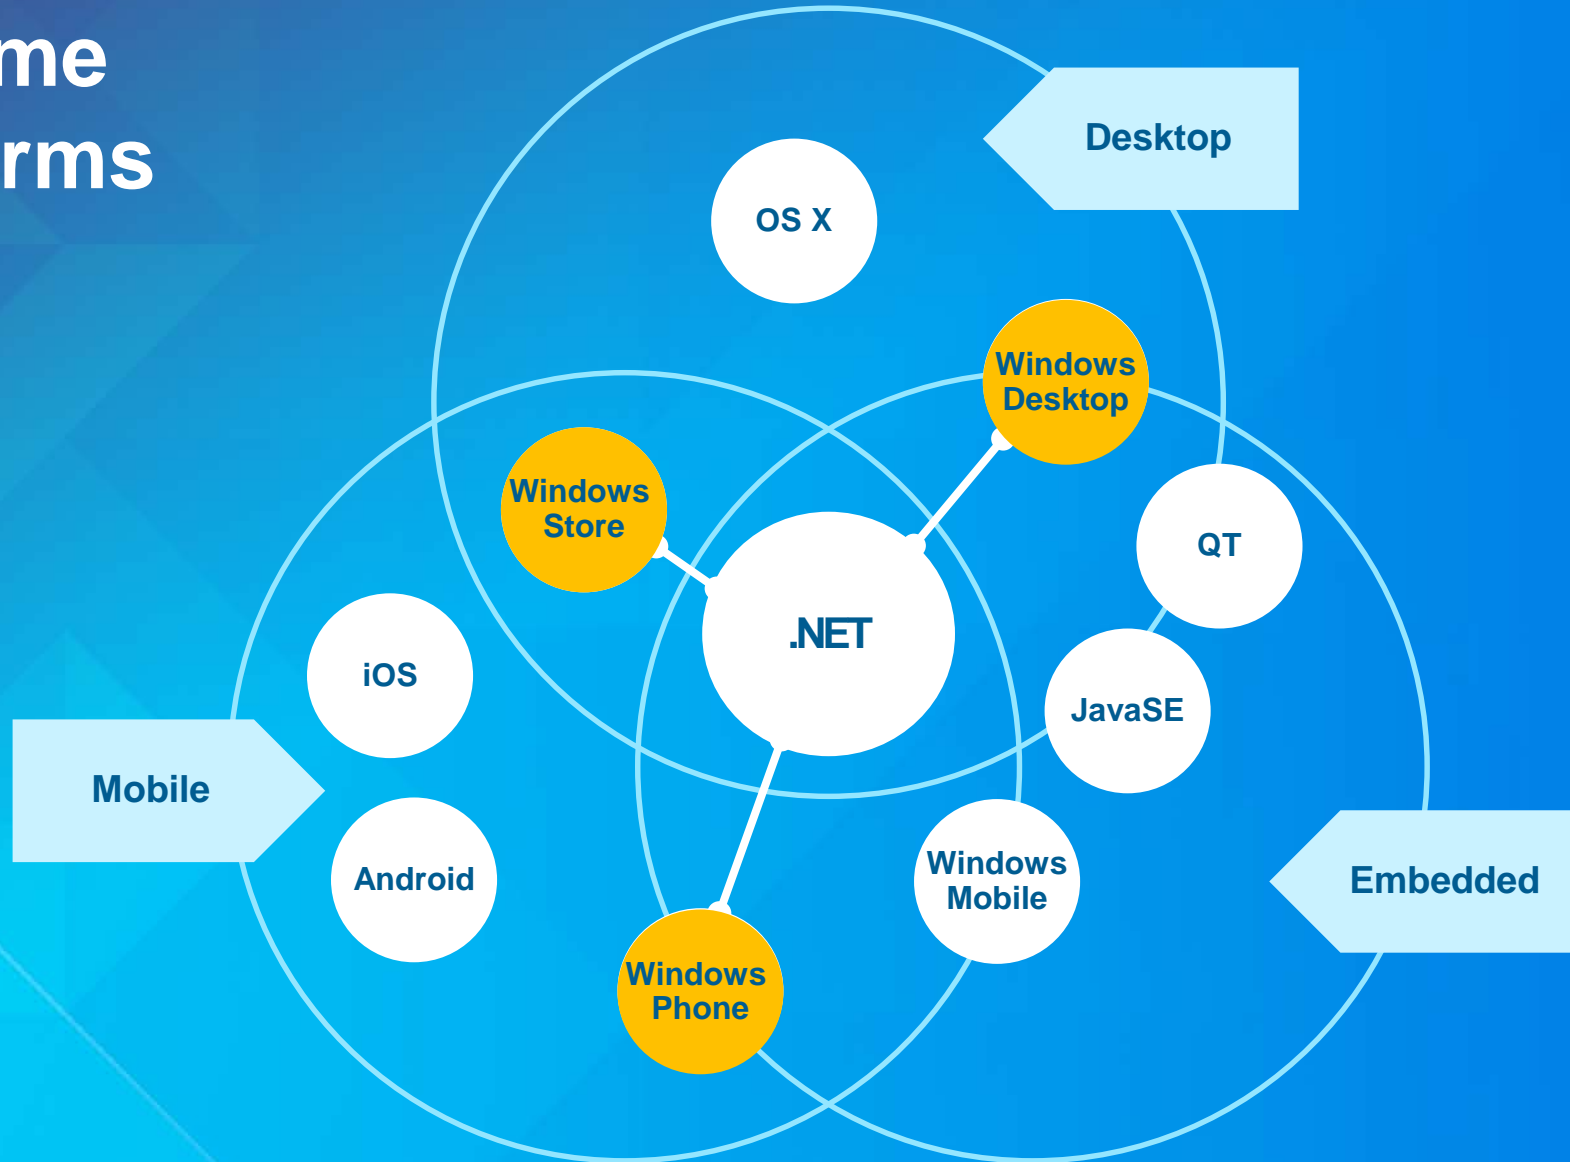 me
rms
Desktop
OS X
Windows
Desktop
Windows
Store
QT
.NET
iOS
JavaSE
Mobile
Android
Windows
Mobile
Embedded
Windows
Phone